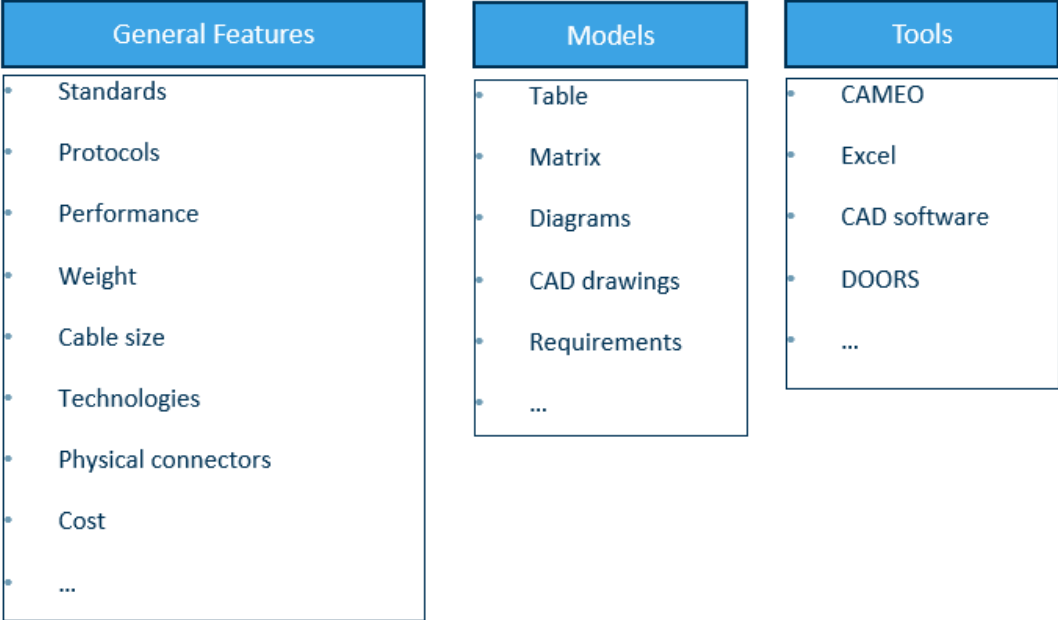 General Features
Standards
Protocols
Performance
Weight
Cable size
Technologies
Physical connectors
Cost
...
Models
Table
Matrix
Diagrams
CAD drawings
Requirements
...
Tools
CAMEO
Excel
CAD software
DOORS
...